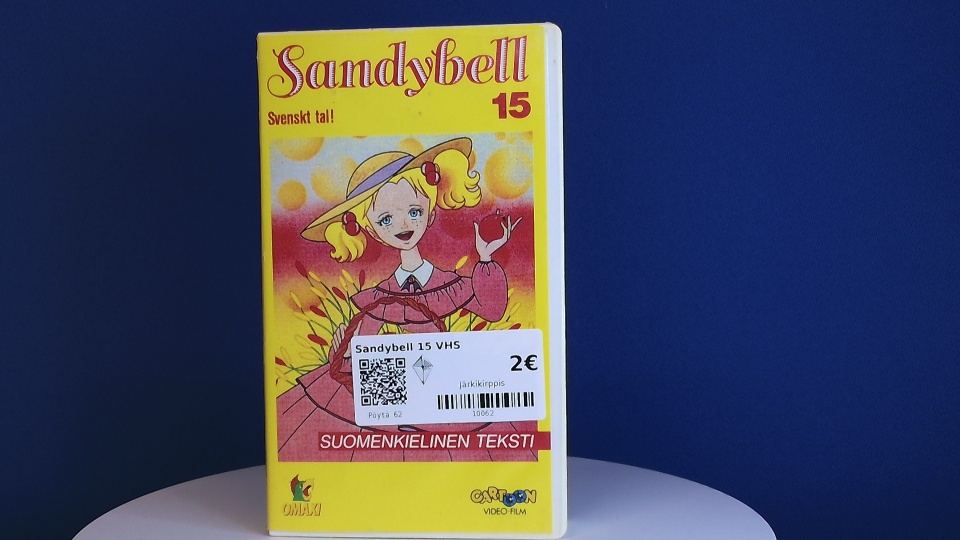 Sandybell
15
Svenskt tal!
Sandybell 15 VHS
2€
Järkikirppis
Pöytä 62
10062
SUOMENKIELINEN TEKSTI
OMAXI
CARTOON
VIDEO-FILM